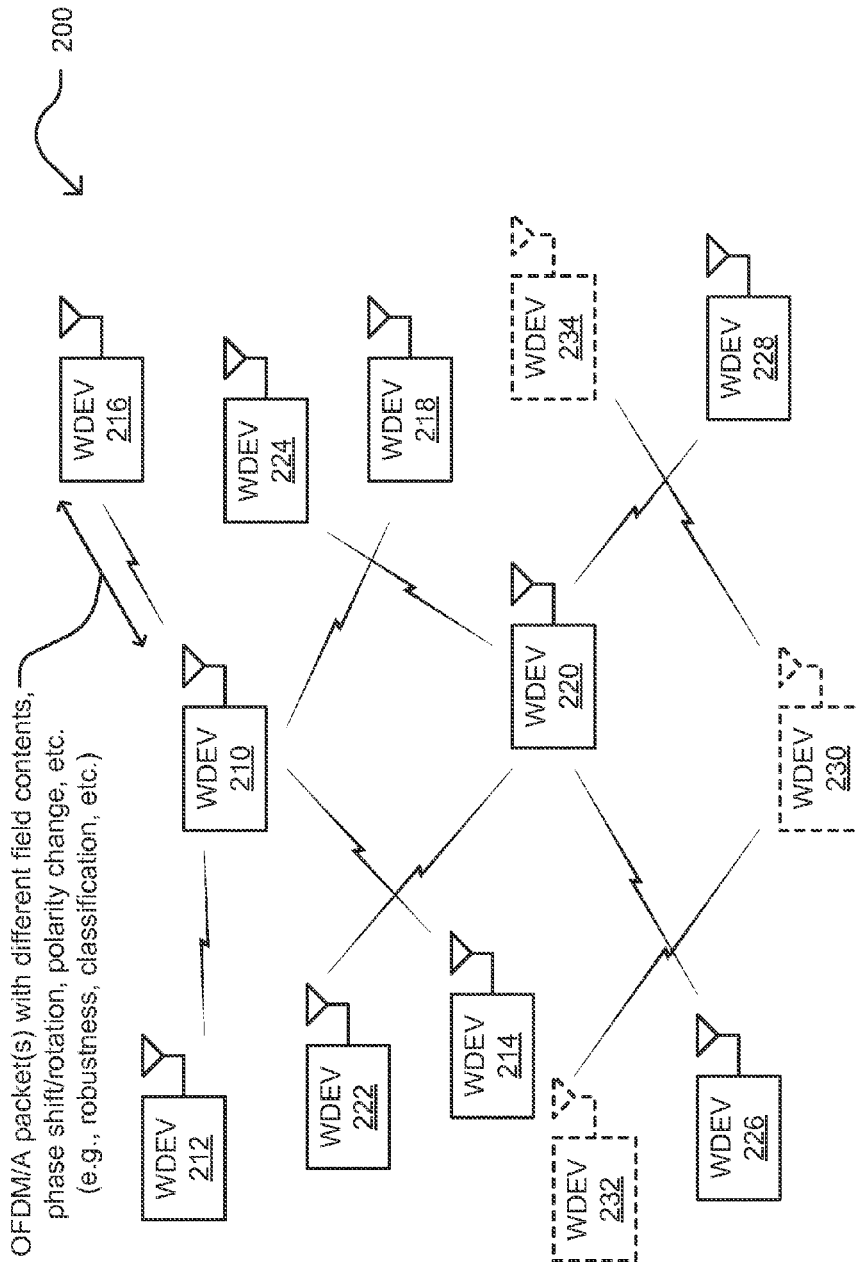 OFDM/A packet(s) with different field contents,
phase shift/rotation, polarity change, etc.
(e.g., robustness, classification, etc.)
200
WDEV
212
WDEV
210
WDEV
216
WDEV
222
WDEV
224
WDEV
214
WDEV
218
WDEV
220
WDEV
232
WDEV
234
WDEV
226
WDEV
230
WDEV
228